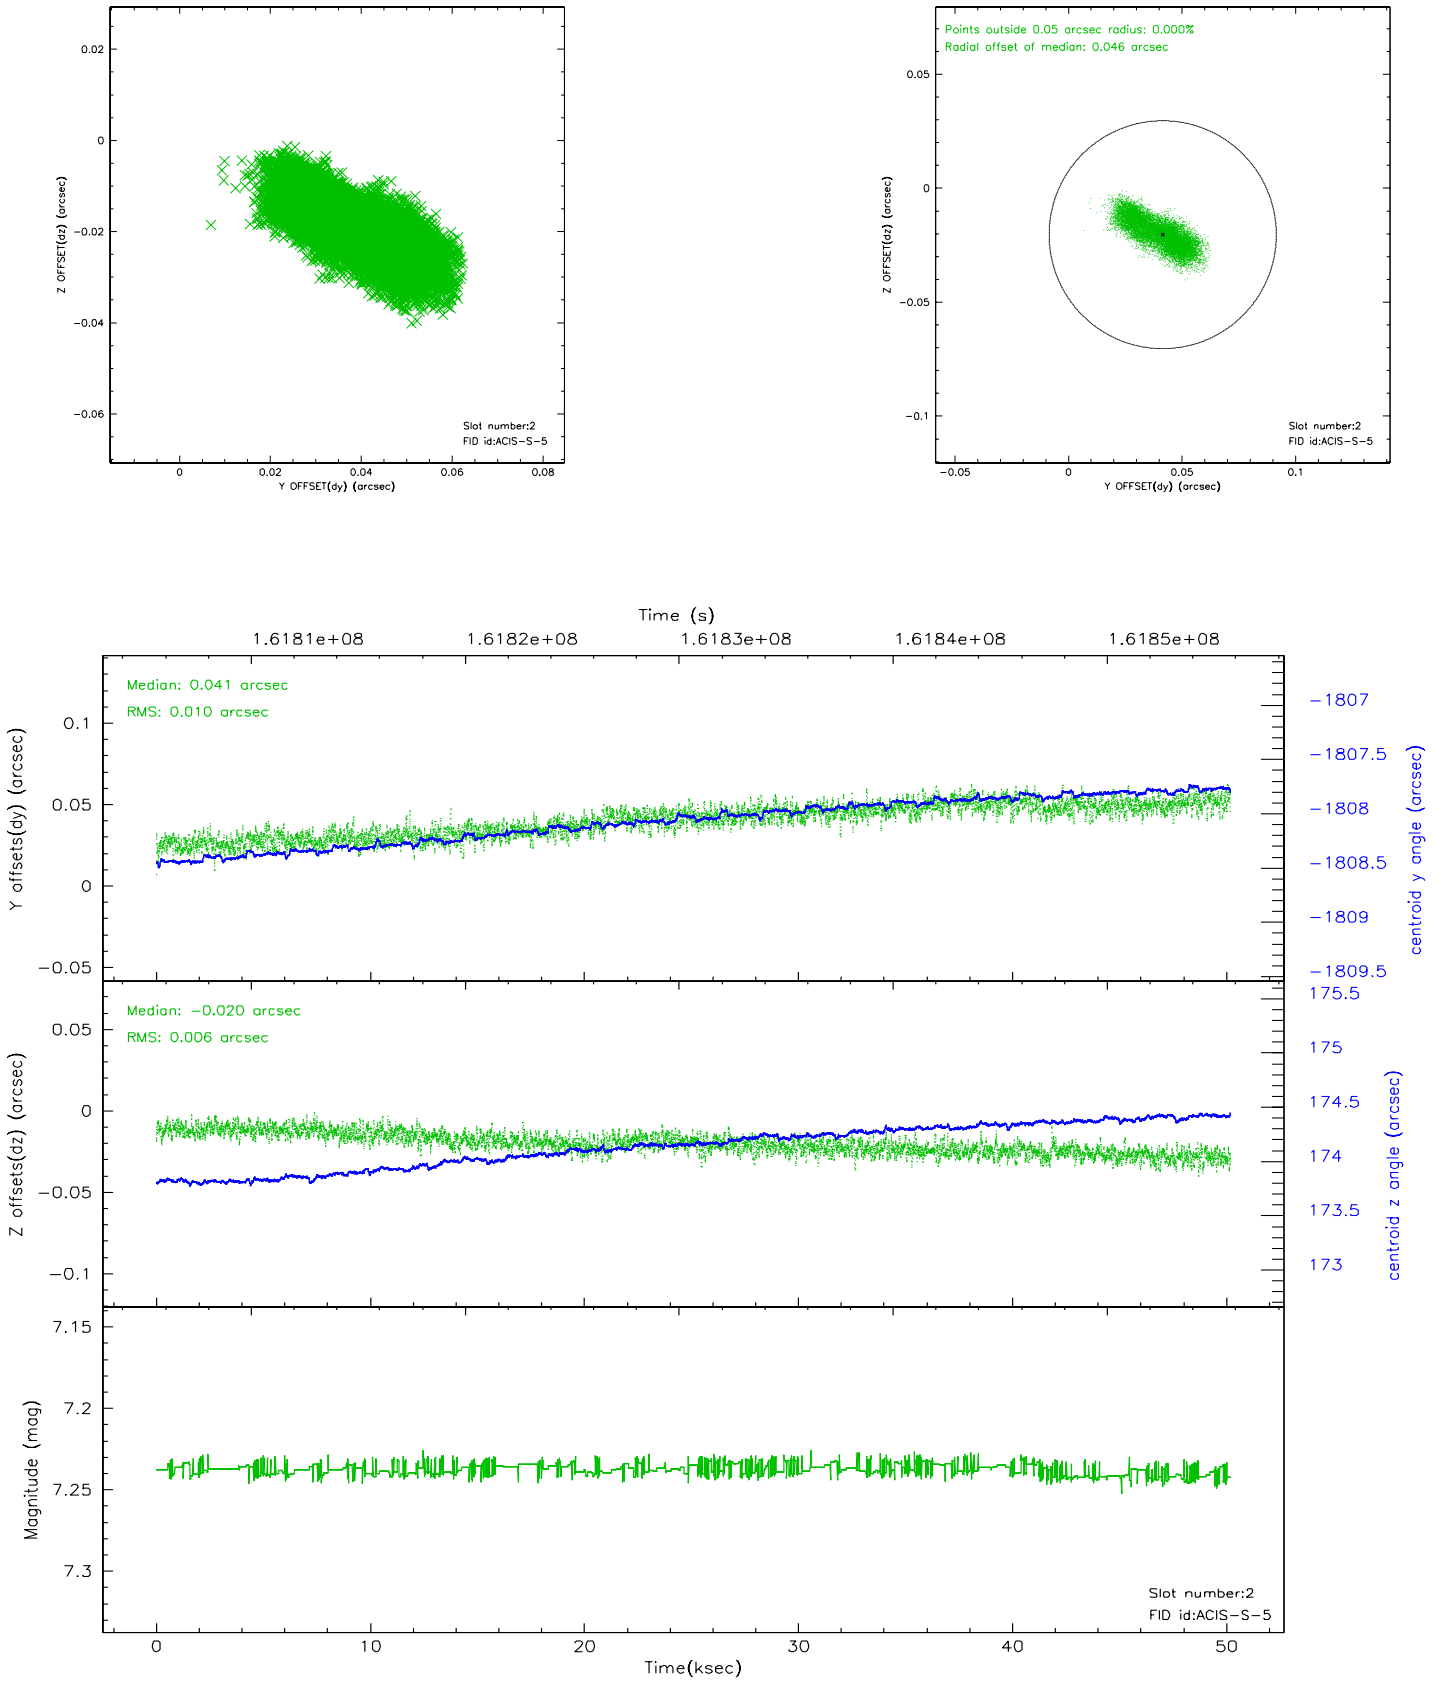 0.02
0
−0.02
−0.04
−0.06
Z OFFSET(dz) (arcsec)
Slot number:2
FID id:ACIS−S−5
0
0.02
0.04
0.06
0.08
Y OFFSET(dy) (arcsec)
Points outside 0.05 arcsec radius: 0.000%
Radial offset of median: 0.046 arcsec
0.05
0
−0.05
−0.1
Z OFFSET(dz) (arcsec)
Slot number:2
FID id:ACIS−S−5
−0.05
0
0.05
0.1
Y OFFSET(dy) (arcsec)
Time (s)
1.6181e+08
1.6182e+08
1.6183e+08
1.6184e+08
1.6185e+08
Median: 0.041 arcsec
RMS: 0.010 arcsec
0.1
0.05
0
−0.05
Y offsets(dy) (arcsec)
−1807
−1807.5
−1808
−1808.5
−1809
−1809.5
centroid y angle (arcsec)
Median: −0.020 arcsec
RMS: 0.006 arcsec
0.05
0
−0.05
−0.1
Z offsets(dz) (arcsec)
175.5
175
174.5
174
173.5
173
centroid z angle (arcsec)
7.15
7.2
7.25
7.3
Magnitude (mag)
Slot number:2
FID id:ACIS−S−5
0
10
20
30
40
50
Time(ksec)